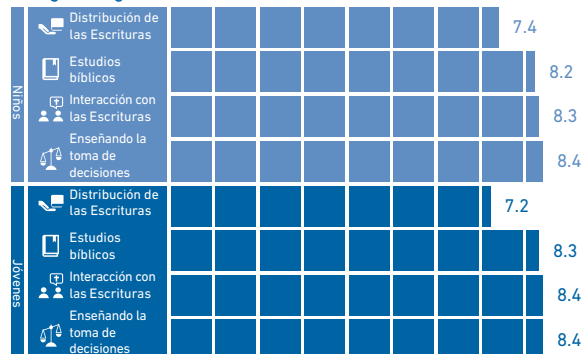 Niños
Distribución de
las Escrituras
7.4
Estudios
bíblicos
8.2
Interacción con
las Escrituras
8.3
Enseñando la
toma de
decisiones
8.4
Jóvenes
Distribución de
las Escrituras
7.2
Estudios
bíblicos
8.3
Interacción con
las Escrituras
8.4
Enseñando la
toma de
decisiones
8.4